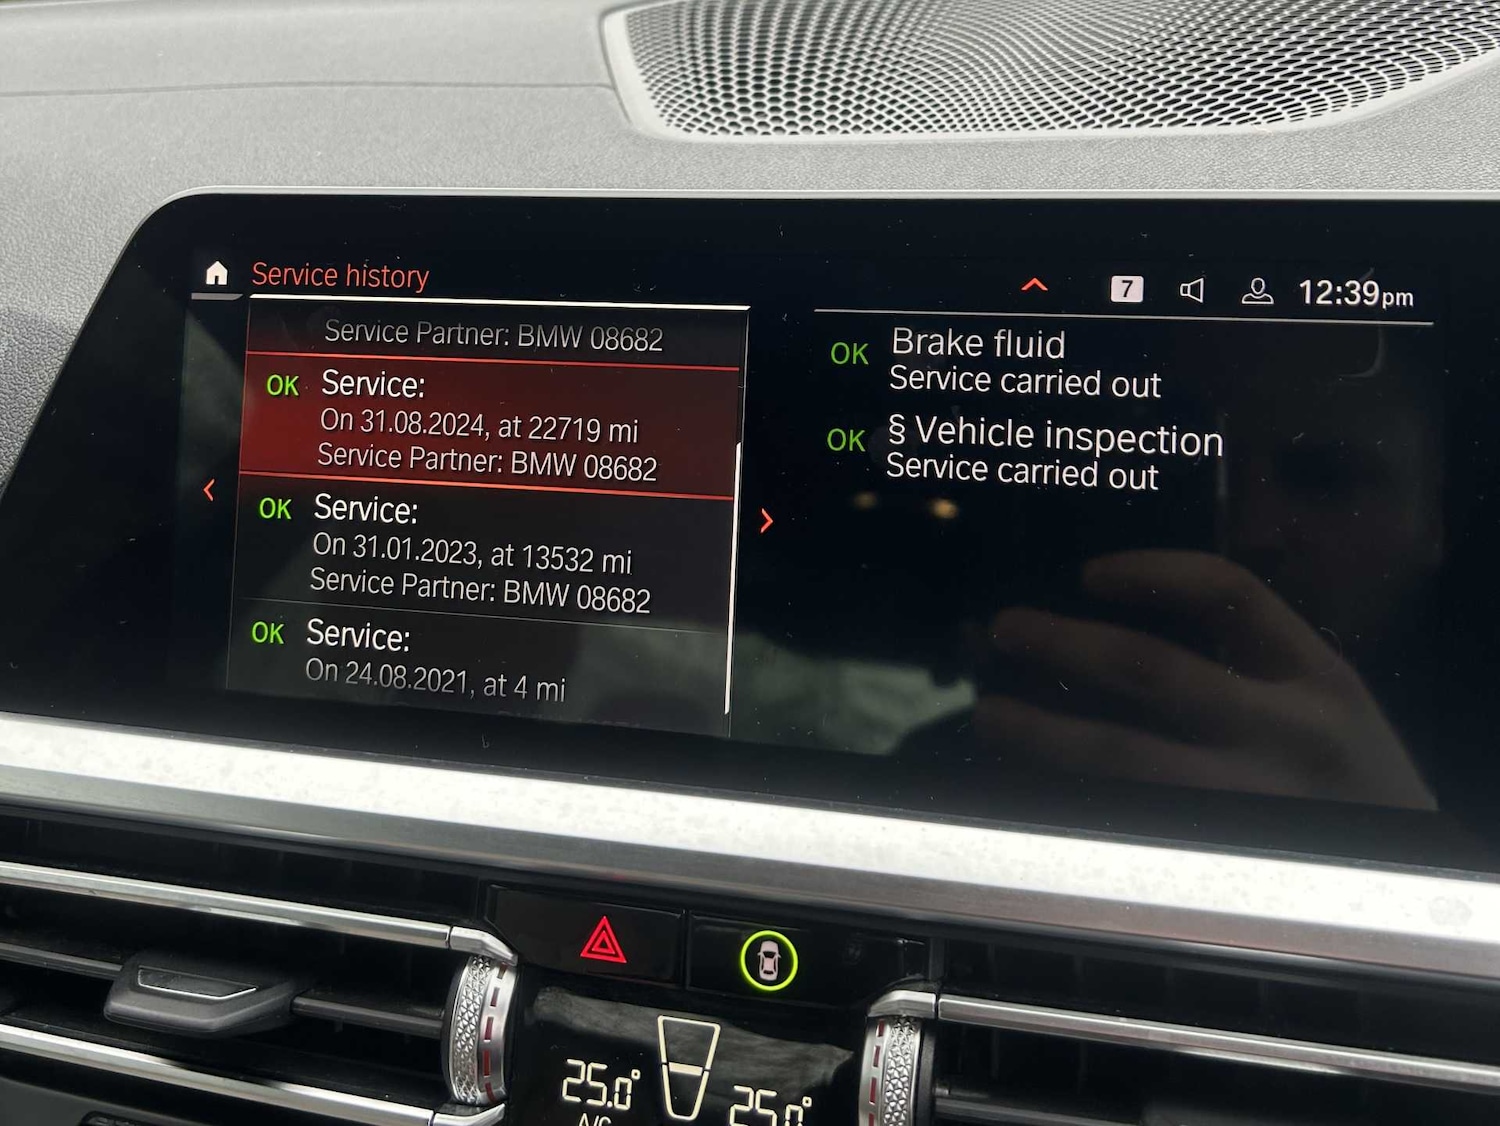 Service history
7
12:39pm
Service Partner: BMW 08682
OK Service:
On 31.08.2024, at 22719 mi
Service Partner: BMW 08682
OK Service:
On 31.01.2023, at 13532 mi
Service Partner: BMW 08682
OK Service:
On 24.08.2021, at 4 mi
OK Brake fluid
Service carried out
OK § Vehicle inspection
Service carried out
25.0°
25.0°